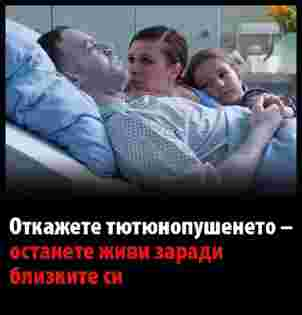 Откажете тютюнопушенето –
останете живи заради
близките си